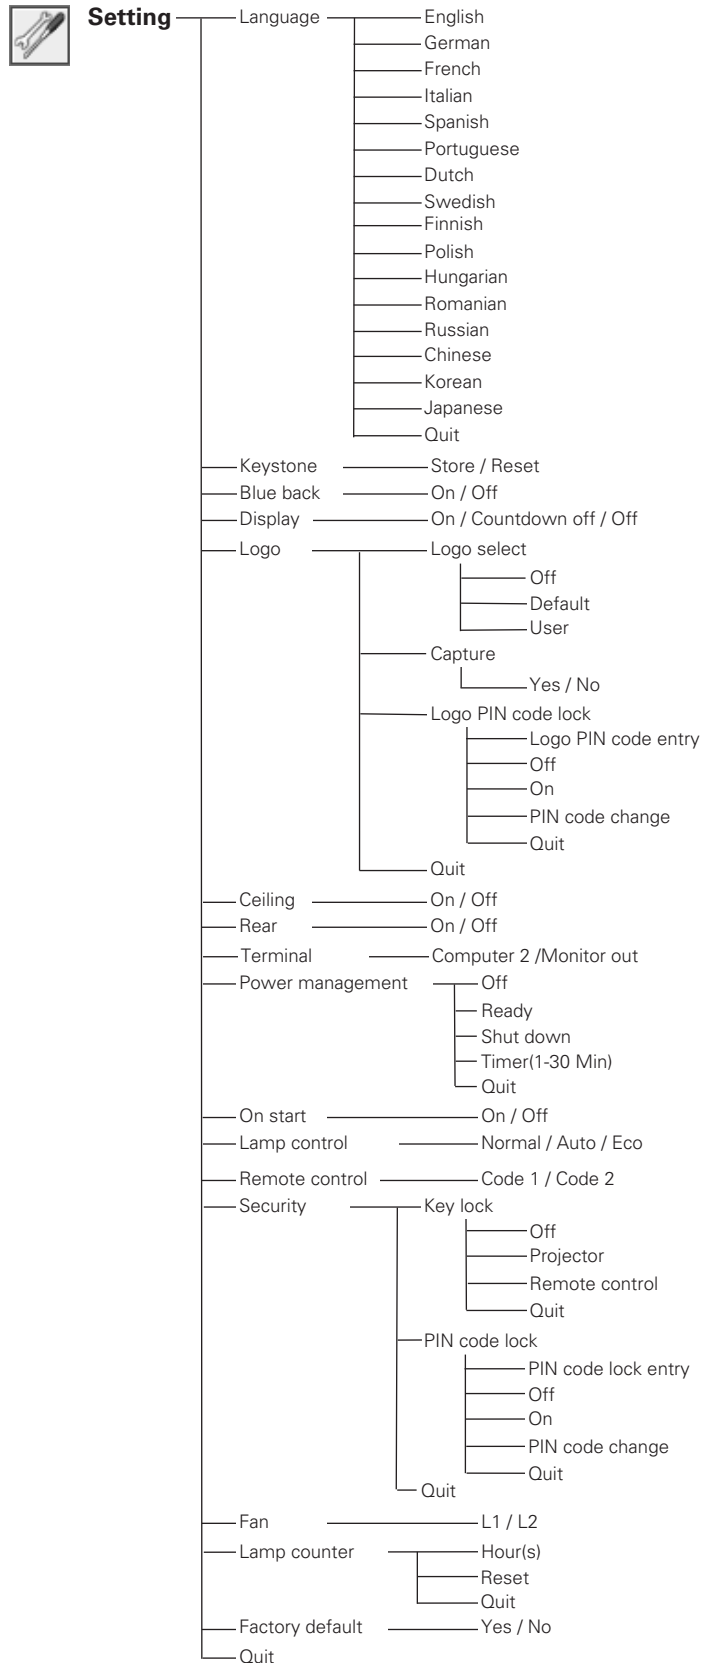 Setting Language English
German
French
Italian
Spanish
Portuguese
Dutch
Swedish
Finnish
Polish
Hungarian
Romanian
Russian
Chinese
Korean
Japanese
Quit
Keystone Store / Reset
Blue back On / Off
Display On / Countdown off / Off
Logo Logo select
Off
Default
User
Capture
Yes / No
Logo PIN code lock
Logo PIN code entry
Off
On
PIN code change
Quit
Quit
Ceiling On / Off
Rear On / Off
Terminal Computer 2 /Monitor out
Power management Off
Ready
Shut down
Timer(1-30 Min)
Quit
On start On / Off
Lamp control Normal / Auto / Eco
Remote control Code 1 / Code 2
Security Key lock
Off
Projector
Remote control
Quit
PIN code lock
PIN code lock entry
Off
On
PIN code change
Quit
Quit
Fan L1 / L2
Lamp counter Hour(s)
Reset
Quit
Factory default Yes / No
Quit